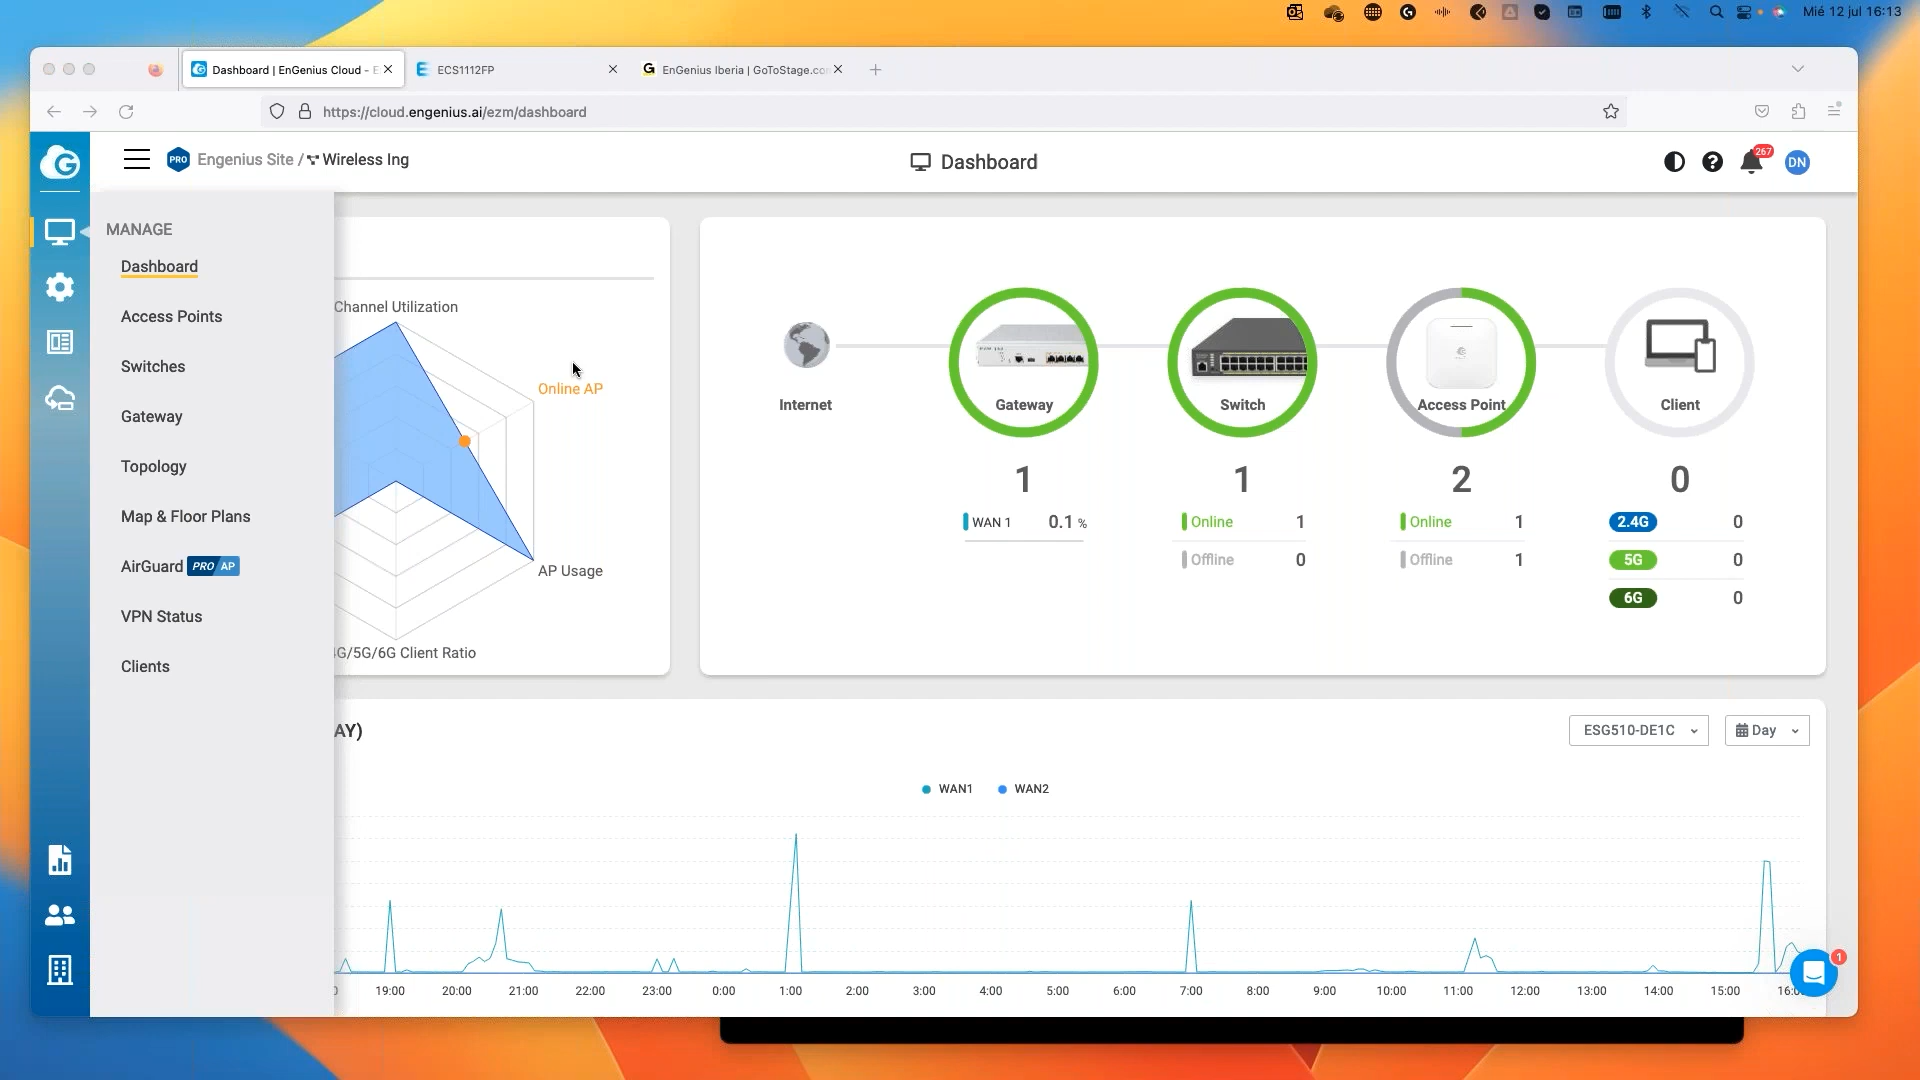 Mié 12 jul 16:13
Dashboard | EnGenius Cloud - E
ECS1112FP
EnGenius Iberia | GoToStage.com
https://cloud.engenius.ai/ezm/dashboard
PRO Engenius Site / Wireless Ing
Dashboard
267
DN
MANAGE
Dashboard
Access Points
Switches
Gateway
Topology
Map & Floor Plans
AirGuard PRO AP
VPN Status
Clients
Channel Utilization
Online AP
AP Usage
G/5G/6G Client Ratio
Internet
Gateway
Switch
Access Point
Client
1
1
2
0
WAN 1 0.1 %
Online 1
Offline 0
Online 1
Offline 1
2.4G 0
5G 0
6G 0
AY)
ESG510-DE1C
Day
WAN1 WAN2
19:00 20:00 21:00 22:00 23:00 0:00 1:00 2:00 3:00 4:00 5:00 6:00 7:00 8:00 9:00 10:00 11:00 12:00 13:00 14:00 15:00 16:0
1